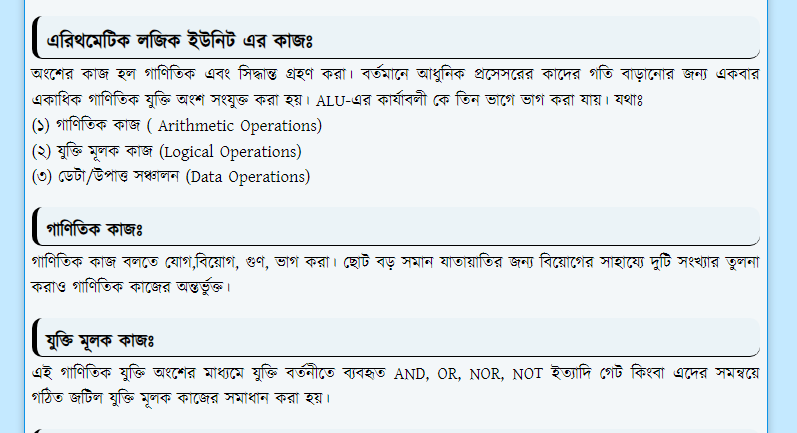 এরিথমেটিক লজিক ইউনিট এর কাজঃ
অংশের কাজ হল গাণিতিক এবং সিদ্ধান্ত গ্রহণ করা। বর্তমানে আধুনিক প্রসেসরের কাদের গতি বাড়ানোর জন্য একবার
একাধিক গাণিতিক যুক্তি অংশ সংযুক্ত করা হয়। ALU-এর কার্যাবলী কে তিন ভাগে ভাগ করা যায়। যথাঃ
(১) গাণিতিক কাজ ( Arithmetic Operations)
(২) যুক্তি মূলক কাজ (Logical Operations)
(৩) ডেটা/উপাত্ত সঞ্চালন (Data Operations)
গাণিতিক কাজঃ
গাণিতিক কাজ বলতে যোগ,বিয়োগ, গুণ, ভাগ করা। ছোট বড় সমান যাতায়াতির জন্য বিয়োগের সাহায্যে দুটি সংখ্যার তুলনা
করাও গাণিতিক কাজের অন্তর্ভুক্ত।
যুক্তি মূলক কাজঃ
এই গাণিতিক যুক্তি অংশের মাধ্যমে যুক্তি বর্তনীতে ব্যবহৃত AND, OR, NOR, NOT ইত্যাদি গেট কিংবা এদের সমন্বয়ে
গঠিত জটিল যুক্তি মূলক কাজের সমাধান করা হয়।